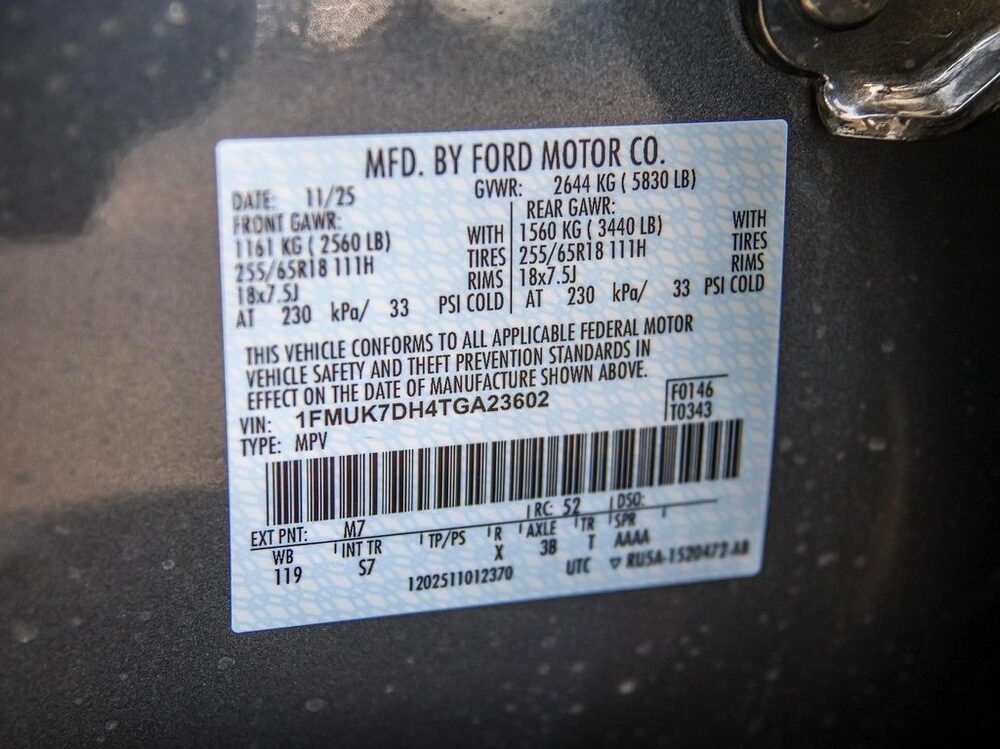 MFD. BY FORD MOTOR CO.
DATE: 11/25 GVWR: 2644 KG ( 5830 LB)
FRONT GAWR: REAR GAWR:
1161 KG ( 2560 LB) WITH 1560 KG ( 3440 LB) WITH
255/65R18 111H TIRES 255/65R18 111H TIRES
18x7.5J RIMS 18x7.5J RIMS
AT 230 kPa/ 33 PSI COLD AT 230 kPa/ 33 PSI COLD
THIS VEHICLE CONFORMS TO ALL APPLICABLE FEDERAL MOTOR
VEHICLE SAFETY AND THEFT PREVENTION STANDARDS IN
EFFECT ON THE DATE OF MANUFACTURE SHOWN ABOVE.
VIN: 1FMUK7DH4TGA23602 F0146
TYPE: MPV T0343
EXT PNT: M7 RC: 52 DSO:
WB INT TR TP/PS R AXLE TR SPR
119 S7 X 3B T AAAA
1202511012370 UTC ▽ RU5A-1520472-AB